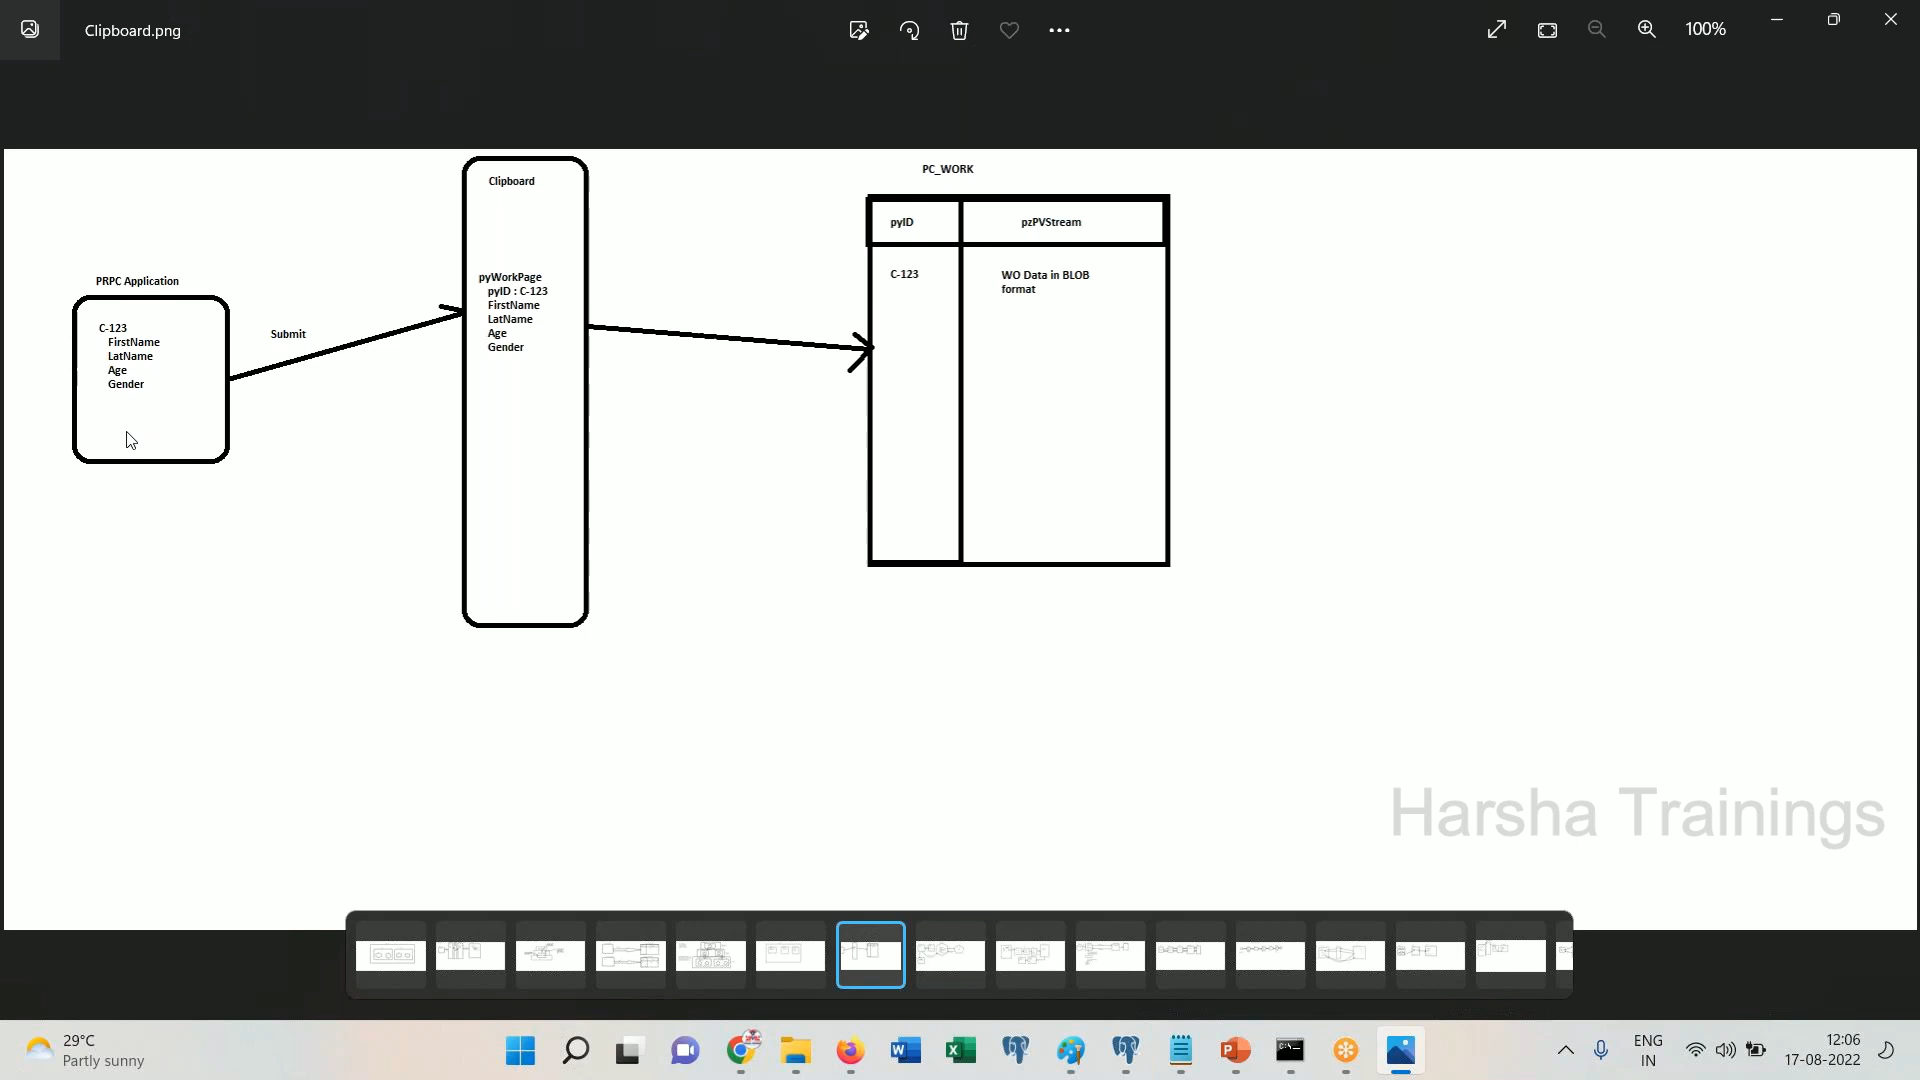 Clipboard.png
100%
PC_WORK
Clipboard
pyID
pzPVStream
C-123
WO Data in BLOB
format
PRPC Application
pyWorkPage
pyID : C-123
FirstName
LatName
Age
Gender
C-123
FirstName
LatName
Age
Gender
Submit
Harsha Trainings
29°C
Partly sunny
ENG
IN
12:06
17-08-2022